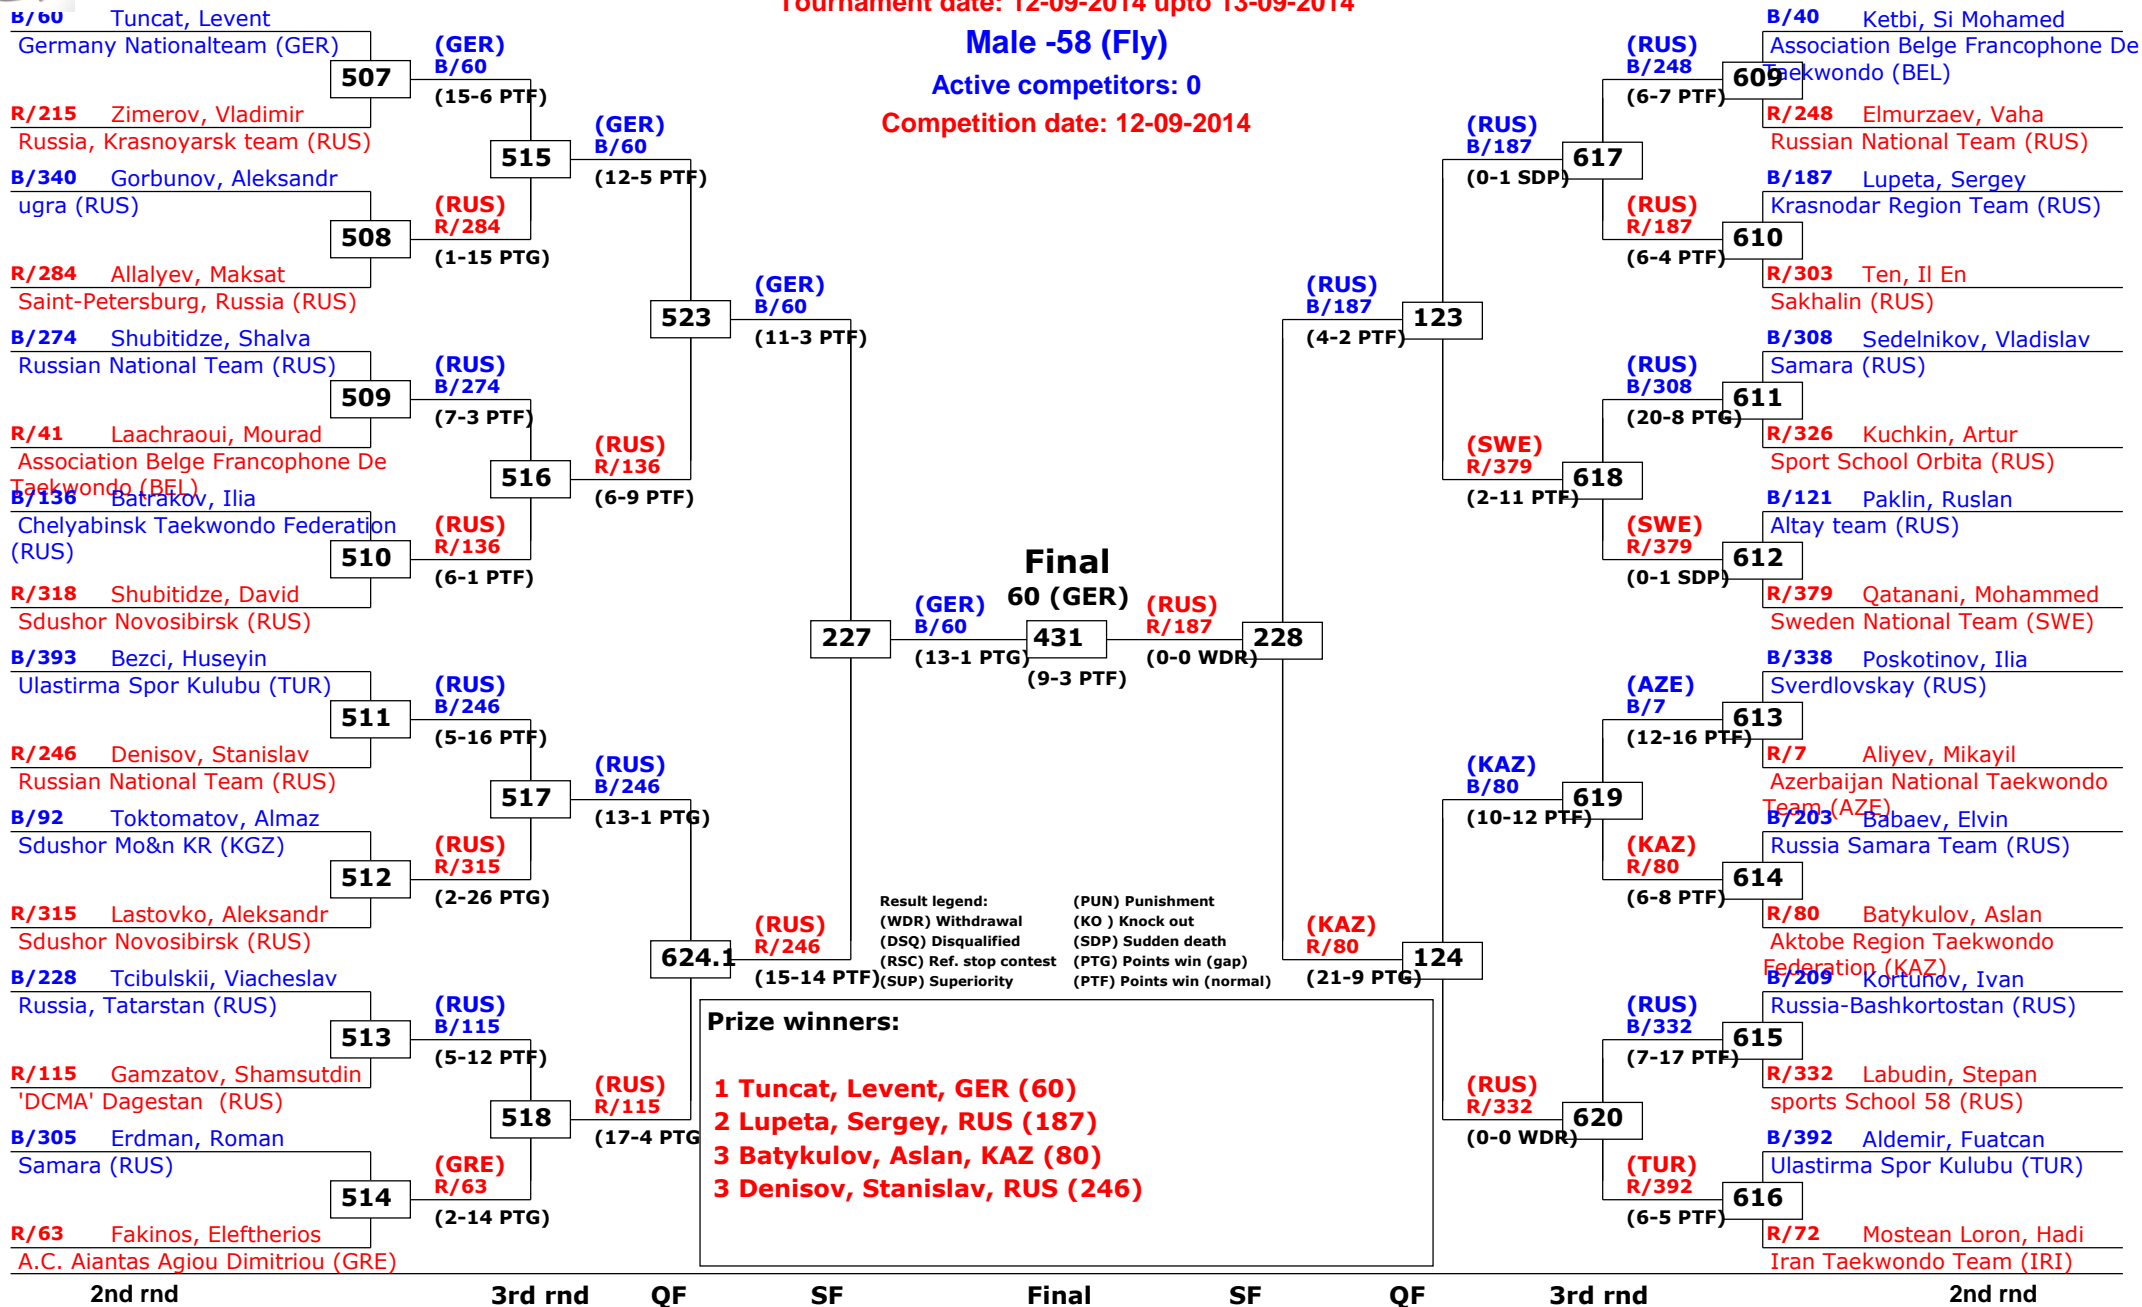 Tournament date: 12-09-2014 upto 13-09-2014
Male -58 (Fly)
Active competitors: 0
Competition date: 12-09-2014
B/60 Tuncat, Levent
Germany Nationalteam (GER)
507
R/215 Zimerov, Vladimir
Russia, Krasnoyarsk team (RUS)
B/340 Gorbunov, Aleksandr
ugra (RUS)
508
R/284 Allalyev, Maksat
Saint-Petersburg, Russia (RUS)
B/274 Shubitidze, Shalva
Russian National Team (RUS)
509
R/41 Laachraoui, Mourad
Association Belge Francophone De
Taekwondo (BEL)
B/136 Batrakov, Ilia
Chelyabinsk Taekwondo Federation
(RUS)
510
R/318 Shubitidze, David
Sdushor Novosibirsk (RUS)
B/393 Bezci, Huseyin
Ulastirma Spor Kulubu (TUR)
511
R/246 Denisov, Stanislav
Russian National Team (RUS)
B/92 Toktomatov, Almaz
Sdushor Mo&n KR (KGZ)
512
R/315 Lastovko, Aleksandr
Sdushor Novosibirsk (RUS)
B/228 Tcibulskii, Viacheslav
Russia, Tatarstan (RUS)
513
R/115 Gamzatov, Shamsutdin
'DCMA' Dagestan (RUS)
B/305 Erdman, Roman
Samara (RUS)
514
R/63 Fakinos, Eleftherios
A.C. Aiantas Agiou Dimitriou (GRE)
(GER)
B/60
(15-6 PTF)
515
(RUS)
R/284
(1-15 PTG)
(RUS)
B/274
(7-3 PTF)
516
(RUS)
R/136
(6-1 PTF)
(RUS)
B/246
(5-16 PTF)
517
(RUS)
R/315
(2-26 PTG)
(RUS)
B/115
(5-12 PTF)
518
(GRE)
R/63
(2-14 PTG)
(GER)
B/60
(12-5 PTF)
523
(RUS)
R/136
(6-9 PTF)
(RUS)
B/246
(13-1 PTG)
624.1
(RUS)
R/115
(17-4 PTG
(GER)
B/60
(11-3 PTF)
227
(RUS)
R/246
(15-14 PTF)
(GER)
B/60
(13-1 PTG)
Final
60 (GER)
431
(9-3 PTF)
(RUS)
R/187
(0-0 WDR)
228
(RUS)
B/187
(4-2 PTF)
123
(KAZ)
R/80
(21-9 PTG)
124
(RUS)
B/187
(0-1 SDP)
617
(SWE)
R/379
(2-11 PTF)
618
(KAZ)
B/80
(10-12 PTF)
619
(RUS)
R/332
(0-0 WDR)
620
(RUS)
B/248
(6-7 PTF)
609
(RUS)
R/187
(6-4 PTF)
610
(RUS)
B/308
(20-8 PTG)
611
(SWE)
R/379
(0-1 SDP)
612
(AZE)
B/7
(12-16 PTF)
613
(KAZ)
R/80
(6-8 PTF)
614
(RUS)
B/332
(7-17 PTF)
615
(TUR)
R/392
(6-5 PTF)
616
B/40 Ketbi, Si Mohamed
Association Belge Francophone De
Taekwondo (BEL)
R/248 Elmurzaev, Vaha
Russian National Team (RUS)
B/187 Lupeta, Sergey
Krasnodar Region Team (RUS)
R/303 Ten, Il En
Sakhalin (RUS)
B/308 Sedelnikov, Vladislav
Samara (RUS)
R/326 Kuchkin, Artur
Sport School Orbita (RUS)
B/121 Paklin, Ruslan
Altay team (RUS)
R/379 Qatanani, Mohammed
Sweden National Team (SWE)
B/338 Poskotinov, Ilia
Sverdlovskay (RUS)
R/7 Aliyev, Mikayil
Azerbaijan National Taekwondo
Team (AZE)
B/203 Babaev, Elvin
Russia Samara Team (RUS)
R/80 Batykulov, Aslan
Aktobe Region Taekwondo
Federation (KAZ)
B/209 Kortunov, Ivan
Russia-Bashkortostan (RUS)
R/332 Labudin, Stepan
sports School 58 (RUS)
B/392 Aldemir, Fuatcan
Ulastirma Spor Kulubu (TUR)
R/72 Mostean Loron, Hadi
Iran Taekwondo Team (IRI)
Result legend: (PUN) Punishment
(WDR) Withdrawal (KO ) Knock out
(DSQ) Disqualified (SDP) Sudden death
(RSC) Ref. stop contest (PTG) Points win (gap)
(SUP) Superiority (PTF) Points win (normal)
Prize winners:
1 Tuncat, Levent, GER (60)
2 Lupeta, Sergey, RUS (187)
3 Batykulov, Aslan, KAZ (80)
3 Denisov, Stanislav, RUS (246)
2nd rnd 3rd rnd QF SF Final SF QF 3rd rnd 2nd rnd